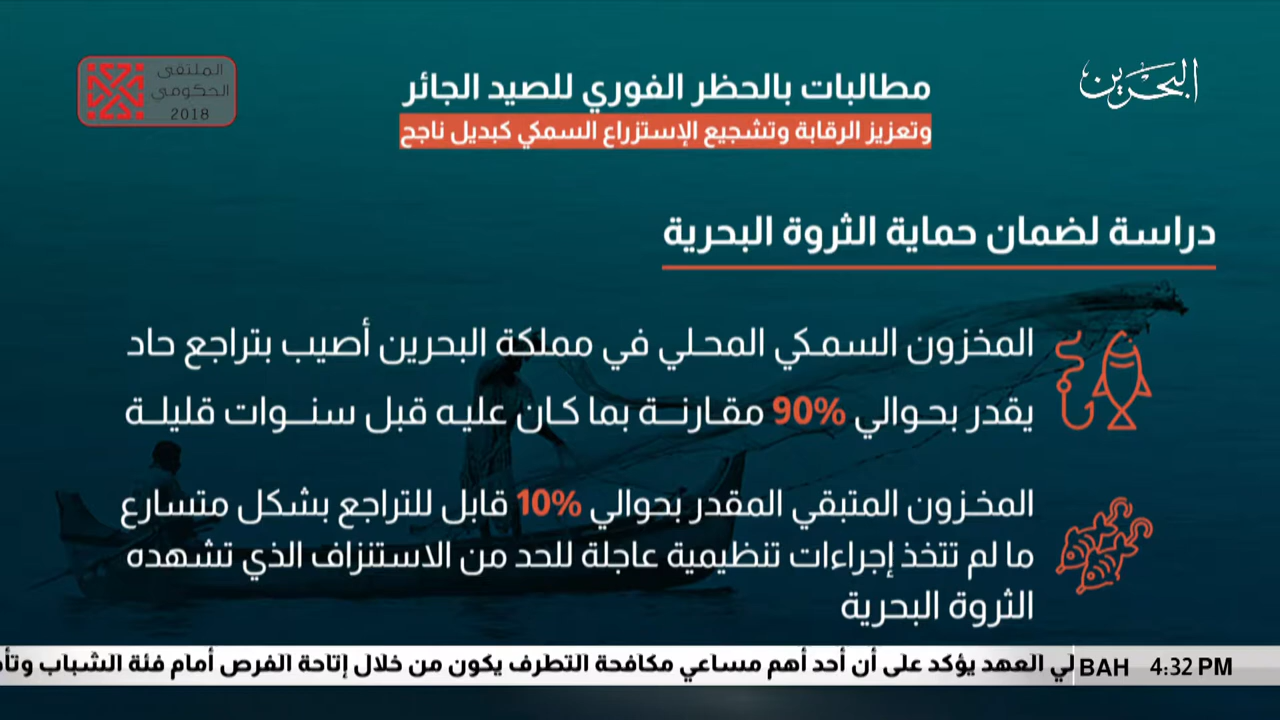 الملتقى
الحكومي
2018
مطالبات بالحظر الفوري للصيد الجائر
وتعزيز الرقابة وتشجيع الإستزراع السمكي كبديل ناجح
البحرين
دراسة لضمان حماية الثروة البحرية
المخزون السمكي المحلي في مملكة البحرين أصيب بتراجع حاد
يقدر بحوالي 90% مقارنة بما كان عليه قبل سنوات قليلة
المخزون المتبقي المقدر بحوالي 10% قابل للتراجع بشكل متسارع
ما لم تتخذ إجراءات تنظيمية عاجلة للحد من الاستنزاف الذي تشهده
الثروة البحرية
لي العهد يؤكد على أن أحد أهم مساعي مكافحة التطرف يكون من خلال إتاحة الفرص أمام فئة الشباب
BAH 4:32 PM